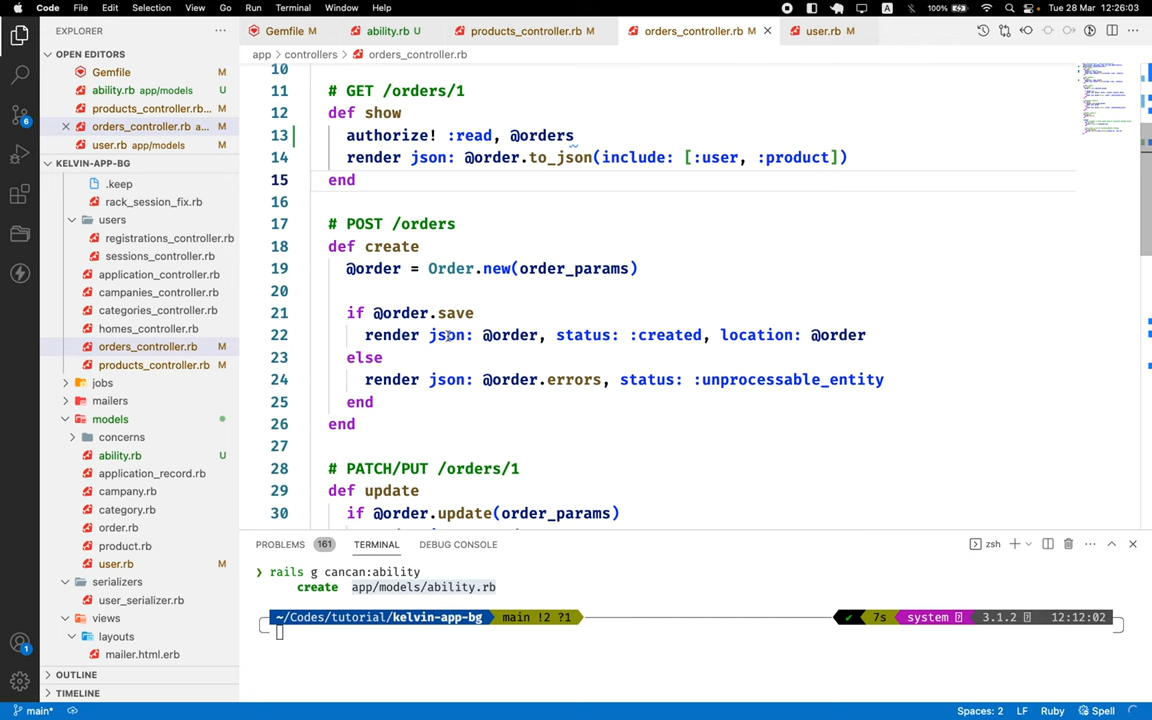 Code File Edit Selection View Go Run Terminal Window Help A 100% Tue 28 Mar 12:26:03
EXPLORER
Gemfile M ability.rb U products_controller.rb M orders_controller.rb M user.rb M
app controllers orders_controller.rb
OPEN EDITORS
Gemfile M
ability.rb app/models U
products_controller.rb... M
orders_controller.rb a... M
user.rb app/models M
KELVIN-APP-BG
.keep
rack_session_fix.rb
users
registrations_controller.rb
sessions_controller.rb
application_controller.rb
campanies_controller.rb
categories_controller.rb
homes_controller.rb
orders_controller.rb M
products_controller.rb M
jobs
mailers
models
concerns
ability.rb U
application_record.rb
campany.rb
category.rb
order.rb
product.rb
user.rb M
serializers
user_serializer.rb
views
layouts
mailer.html.erb
OUTLINE
TIMELINE
6
1
10
11 # GET /orders/1
12 def show
13 authorize! :read, @orders
14 render json: @order.to_json(include: [:user, :product])
15 end
16
17 # POST /orders
18 def create
19 @order = Order.new(order_params)
20
21 if @order.save
22 render json: @order, status: :created, location: @order
23 else
24 render json: @order.errors, status: :unprocessable_entity
25 end
26 end
27
28 # PATCH/PUT /orders/1
29 def update
30 if @order.update(order_params)
PROBLEMS 161 TERMINAL DEBUG CONSOLE zsh
❯ rails g cancan:ability
create app/models/ability.rb
~/Codes/tutorial/kelvin-app-bg main !2 ?1 ✔ 7s system 3.1.2 12:12:02
main* Spaces: 2 LF Ruby Spell